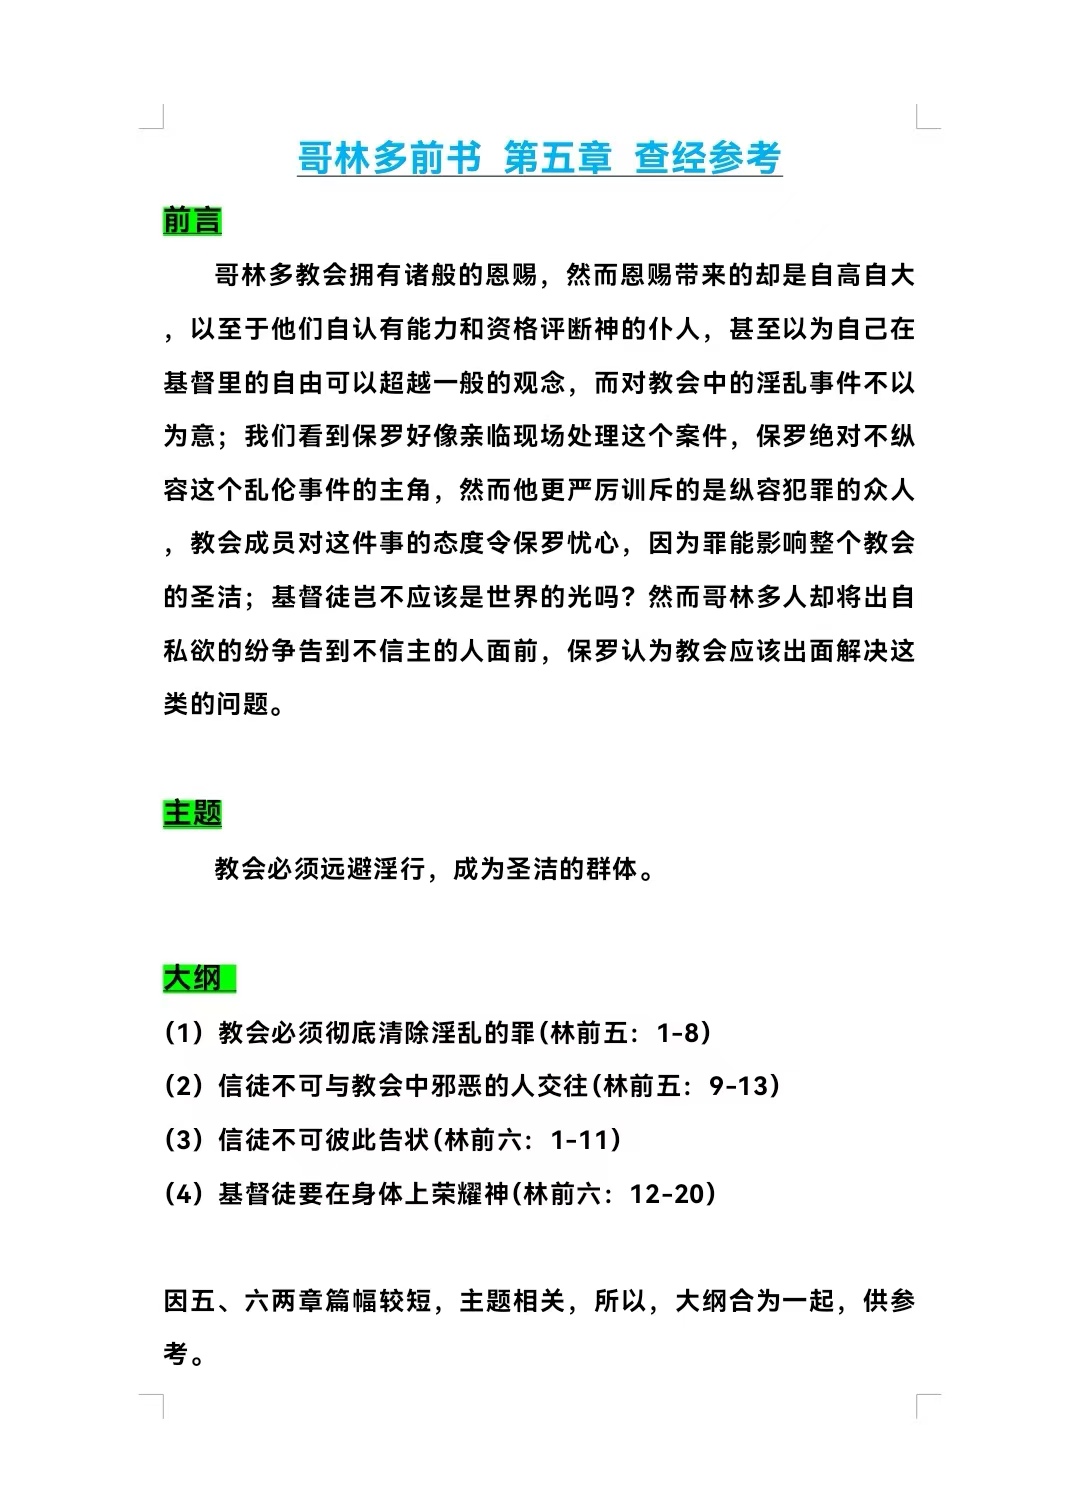 哥林多前书 第五章 查经参考
前言
哥林多教会拥有诸般的恩赐，然而恩赐带来的却是自高自大
，以至于他们自认有能力和资格评断神的仆人，甚至以为自己在
基督里的自由可以超越一般的观念，而对教会中的淫乱事件不以
为意；我们看到保罗好像亲临现场处理这个案件，保罗绝对不纵
容这个乱伦事件的主角，然而他更严厉训斥的是纵容犯罪的众人
，教会成员对这件事的态度令保罗忧心，因为罪能影响整个教会
的圣洁；基督徒岂不应该是世界的光吗？然而哥林多人却将出自
私欲的纷争告到不信主的人面前，保罗认为教会应该出面解决这
类的问题。
主题
教会必须远避淫行，成为圣洁的群体。
大纲
（1）教会必须彻底清除淫乱的罪（林前五：1-8）
（2）信徒不可与教会中邪恶的人交往（林前五：9-13）
（3）信徒不可彼此告状（林前六：1-11）
（4）基督徒要在身体上荣耀神（林前六：12-20）
因五、六两章篇幅较短，主题相关，所以，大纲合为一起，供参
考。